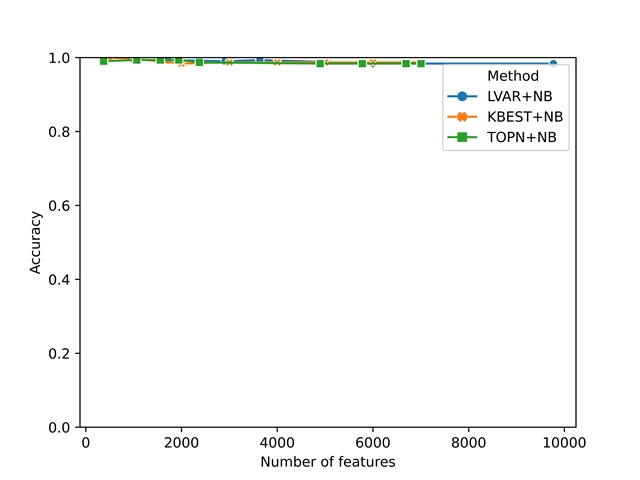 1.0
0.8
0.6
0.4
0.2
0.0
Accuracy
Method
LVAR+NB
KBEST+NB
TOPN+NB
0 2000 4000 6000 8000 10000
Number of features